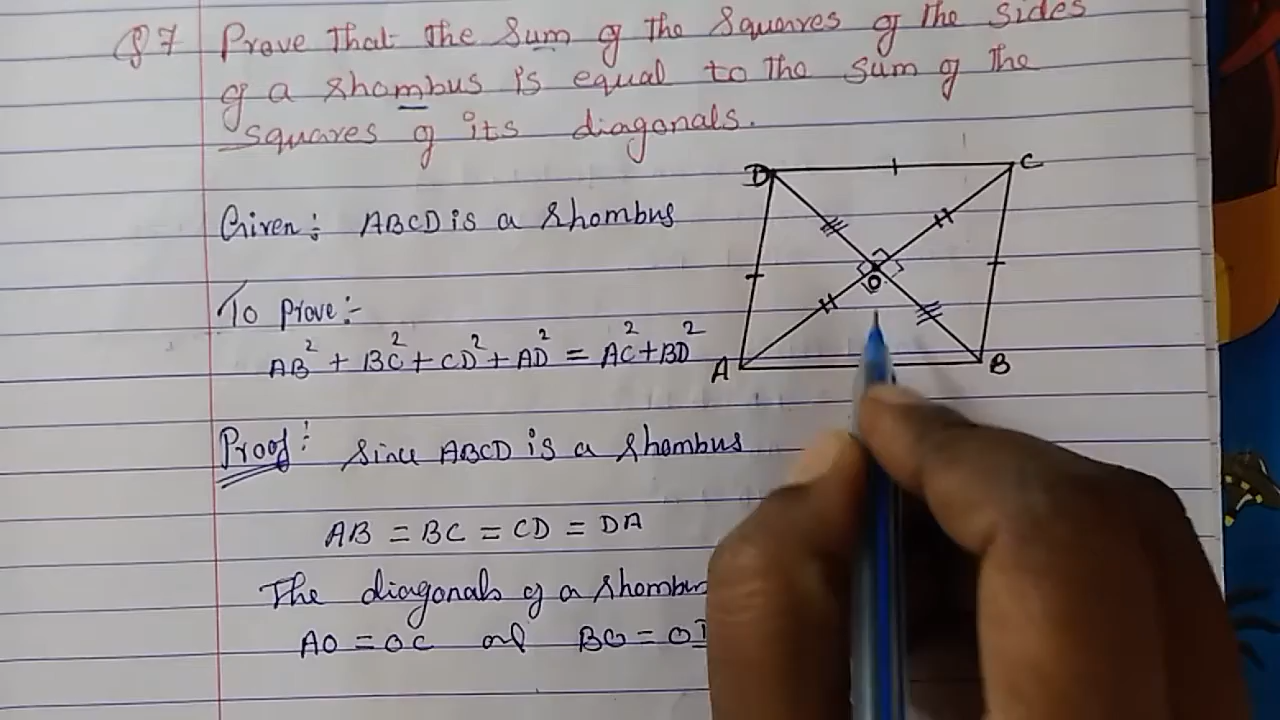 Q7 Prove That The Sum of The Squares of The sides
of a rhombus is equal to The sum of The
squares of its diagonals.
D C
Given: ABCD is a rhombus
O
To Prove:-
AB² + BC² + CD² + AD² = AC² + BD²
A B
Proof: Since ABCD is a rhombus
AB = BC = CD = DA
The diagonals of a rhombus
AO = OC and BO =